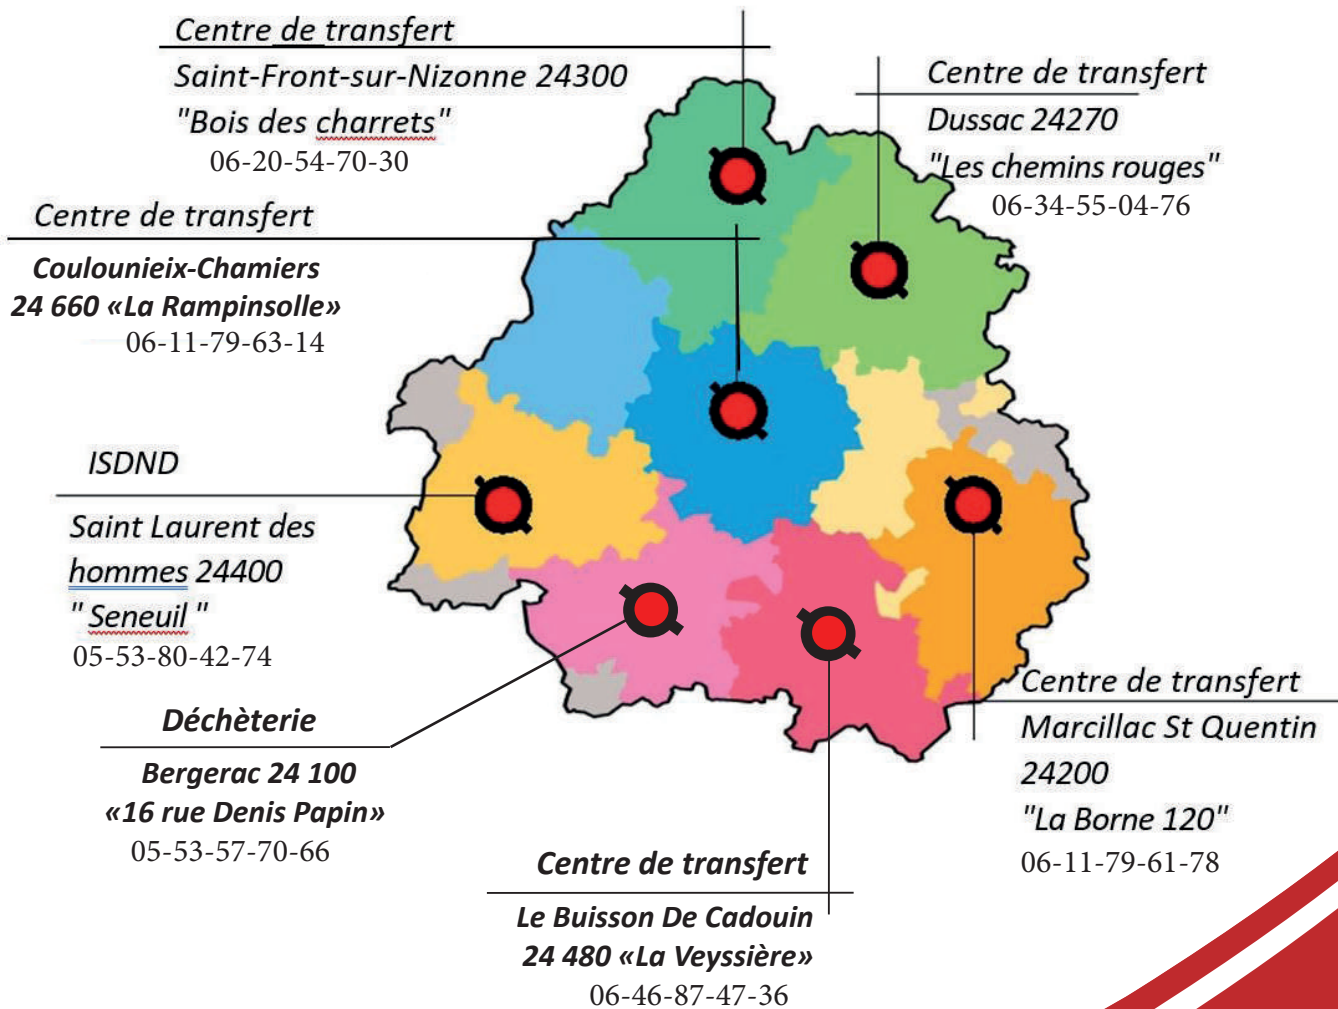 Centre de transfert
Saint-Front-sur-Nizonne 24300
"Bois des charrets"
06-20-54-70-30
Centre de transfert
Dussac 24270
"Les chemins rouges"
06-34-55-04-76
Centre de transfert
Coulounieix-Chamiers
24 660 «La Rampinsolle»
06-11-79-63-14
ISDND
Saint Laurent des
hommes 24400
" Seneuil "
05-53-80-42-74
Déchèterie
Bergerac 24 100
«16 rue Denis Papin»
05-53-57-70-66
Centre de transfert
Le Buisson De Cadouin
24 480 «La Veyssière»
06-46-87-47-36
Centre de transfert
Marcillac St Quentin
24200
"La Borne 120"
06-11-79-61-78